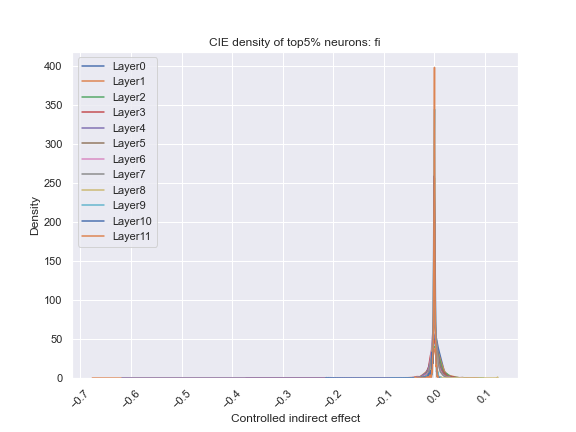 CIE density of top5% neurons: fi
Layer0
Layer1
Layer2
Layer3
Layer4
Layer5
Layer6
Layer7
Layer8
Layer9
Layer10
Layer11
400
350
300
250
200
150
100
50
0
Density
−0.7 −0.6 −0.5 −0.4 −0.3 −0.2 −0.1 0.0 0.1
Controlled indirect effect